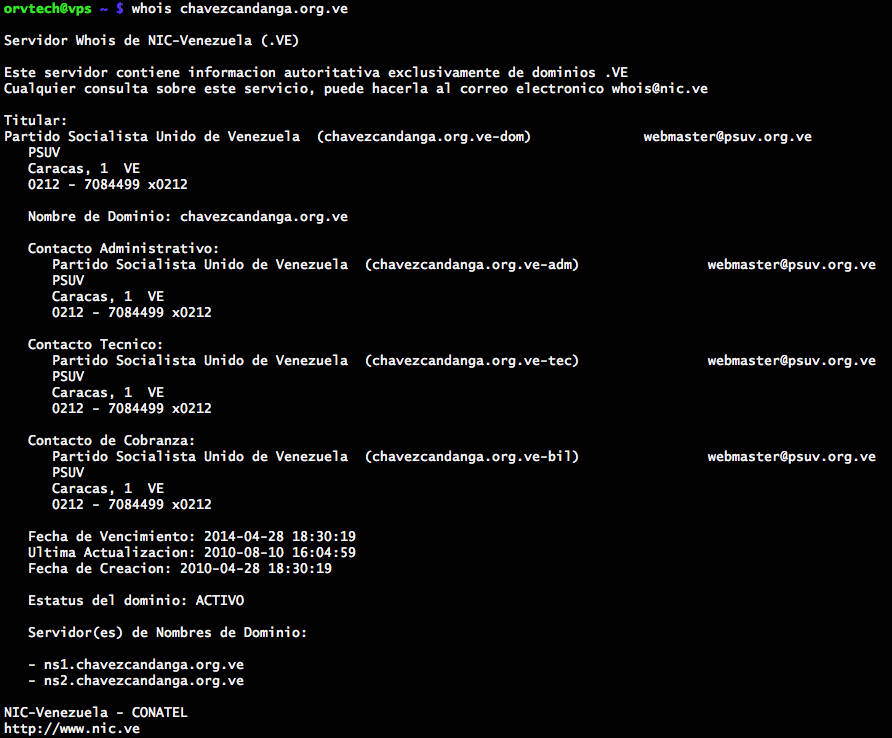 orvtech@vps ~ $ whois chavezcandanga.org.ve
Servidor Whois de NIC-Venezuela (.VE)
Este servidor contiene informacion autoritativa exclusivamente de dominios .VE
Cualquier consulta sobre este servicio, puede hacerla al correo electronico whois@nic.ve
Titular:
Partido Socialista Unido de Venezuela (chavezcandanga.org.ve-dom) webmaster@psuv.org.ve
PSUV
Caracas, 1 VE
0212 - 7084499 x0212
Nombre de Dominio: chavezcandanga.org.ve
Contacto Administrativo:
Partido Socialista Unido de Venezuela (chavezcandanga.org.ve-adm) webmaster@psuv.org.ve
PSUV
Caracas, 1 VE
0212 - 7084499 x0212
Contacto Tecnico:
Partido Socialista Unido de Venezuela (chavezcandanga.org.ve-tec) webmaster@psuv.org.ve
PSUV
Caracas, 1 VE
0212 - 7084499 x0212
Contacto de Cobranza:
Partido Socialista Unido de Venezuela (chavezcandanga.org.ve-bil) webmaster@psuv.org.ve
PSUV
Caracas, 1 VE
0212 - 7084499 x0212
Fecha de Vencimiento: 2014-04-28 18:30:19
Ultima Actualizacion: 2010-08-10 16:04:59
Fecha de Creacion: 2010-04-28 18:30:19
Estatus del dominio: ACTIVO
Servidor(es) de Nombres de Dominio:
- ns1.chavezcandanga.org.ve
- ns2.chavezcandanga.org.ve
NIC-Venezuela - CONATEL
http://www.nic.ve